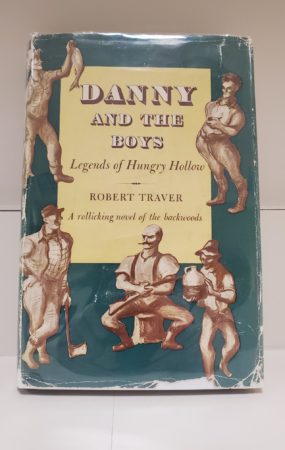 DANNY
AND THE
BOYS
Legends of Hungry Hollow
ROBERT TRAVER
A rollicking novel of the backwoods